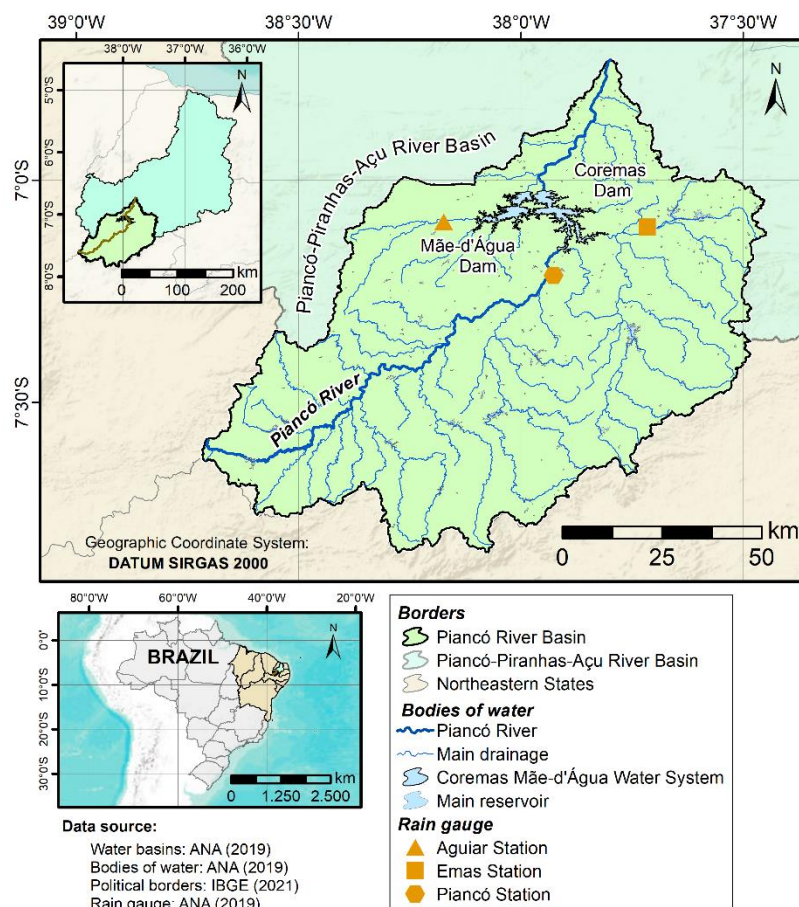 39°0'W
38°30'W
38°0'W
37°30'W
7°0'S
7°30'S
39°0'W
38°0'W
37°0'W
36°0'W
5°0'S
6°0'S
7°0'S
8°0'S
N
km
0 100 200
N
Piancó-Piranhas-Açu River Basin
Coremas
Dam
Mãe-d'Água
Dam
Piancó River
Geographic Coordinate System:
DATUM SIRGAS 2000
km
0 25 50
80°0'W
60°0'W
40°0'W
20°0'W
0°0'
10°0'S
20°0'S
30°0'S
BRAZIL
N
km
0 1.250 2.500
Data source:
Water basins: ANA (2019)
Bodies of water: ANA (2019)
Political borders: IBGE (2021)
Rain gauge: ANA (2019)
Borders
Piancó River Basin
Piancó-Piranhas-Açu River Basin
Northeastern States
Bodies of water
Piancó River
Main drainage
Coremas Mãe-d'Água Water System
Main reservoir
Rain gauge
Aguiar Station
Emas Station
Piancó Station